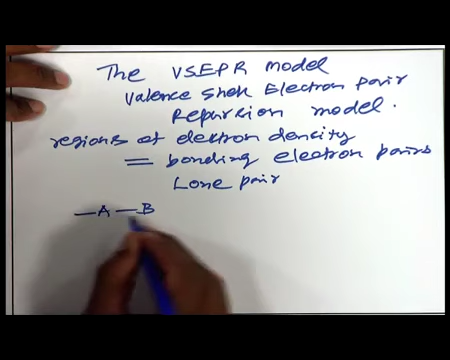 The VSEPR model
Valence Shell Electron pair
Repulsion model.
regions of electron density
= bonding electron pairs
Lone pair
—A—B